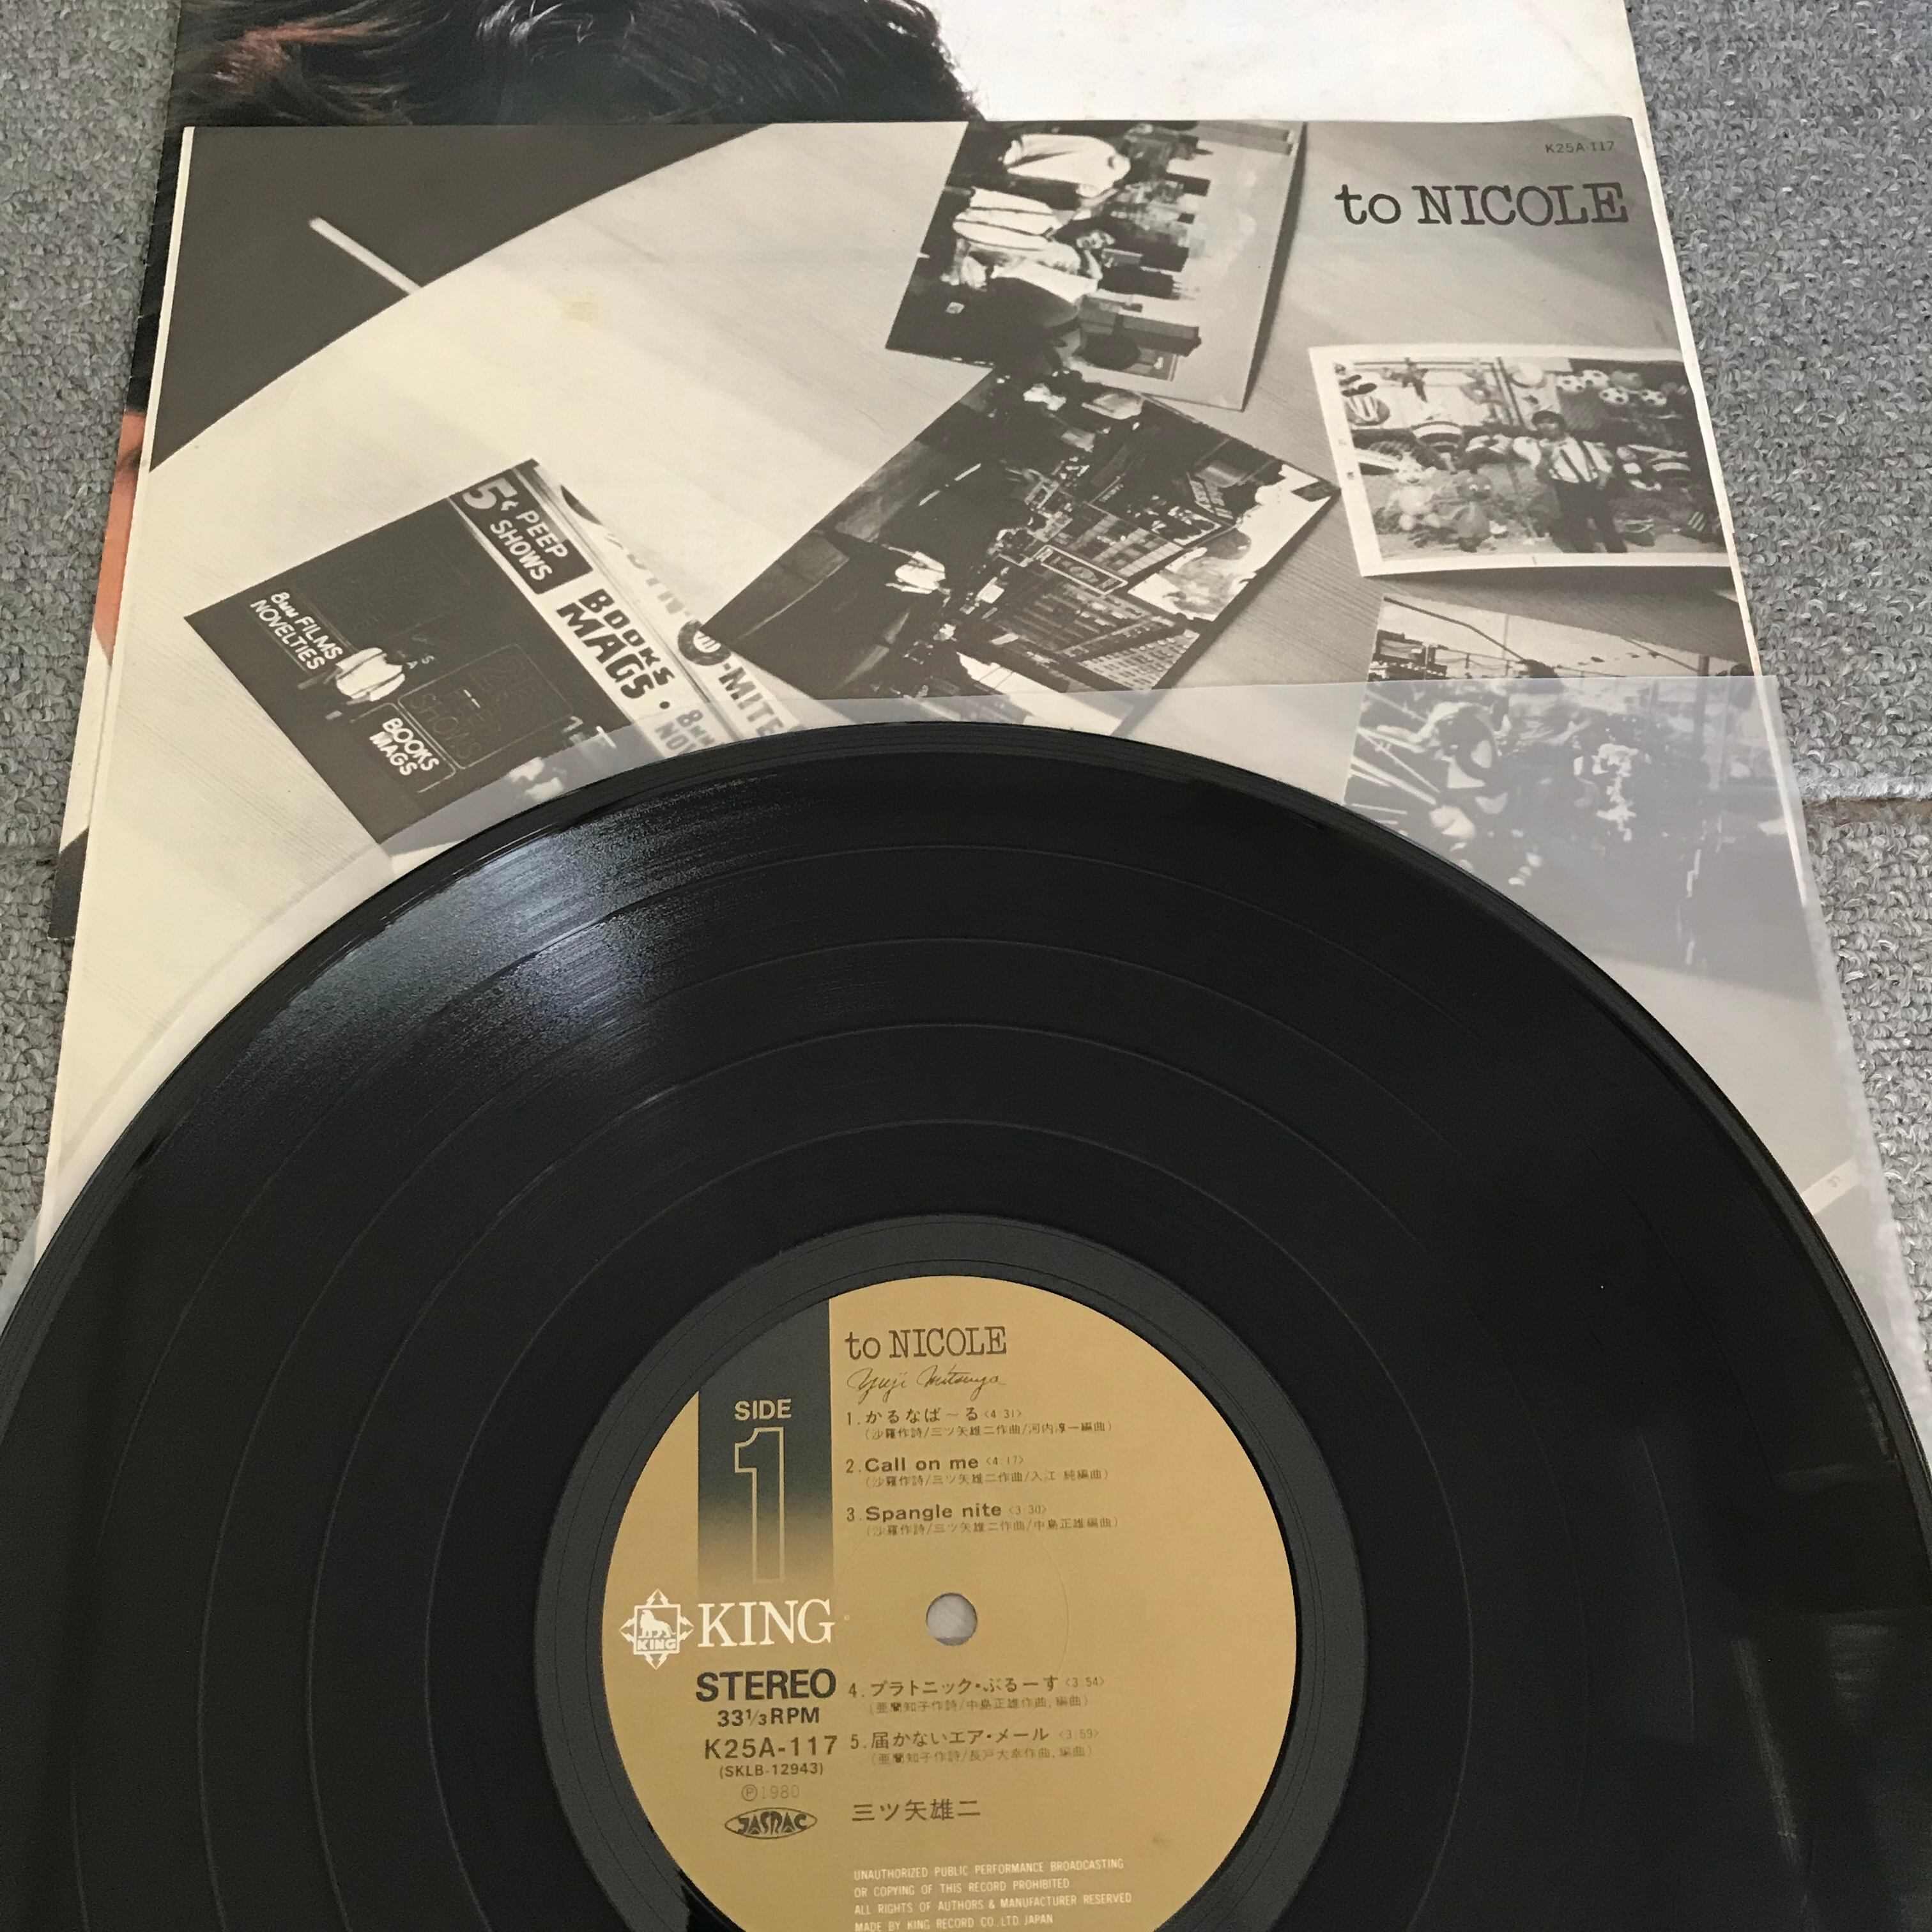 K25A-117
to NICOLE
5¢ PEEP
SHOWS
BOOKS
MAGS •
-MITE
8mm FILMS
NOVELTIES
BOOKS
MAGS
to NICOLE
Yuji Mitsuya
SIDE
1
1.かるなば〜る〈4:31〉
(沙羅作詩/三ツ矢雄二作曲/河内淳一編曲)
2.Call on me〈4:17〉
(沙羅作詩/三ツ矢雄二作曲/入江 純編曲)
3.Spangle nite〈3:30〉
(沙羅作詩/三ツ矢雄二作曲/中島正雄編曲)
KING
KING
STEREO
33⅓RPM
K25A-117
(SKLB-12943)
Ⓟ1980
JASRAC
4.プラトニック・ぶるーす〈3:54〉
(亜蘭知子作詩/中島正雄作曲、編曲)
5.届かないエア・メール〈3:59〉
(亜蘭知子作詩/長戸大幸作曲、編曲)
三ツ矢雄二
UNAUTHORIZED PUBLIC PERFORMANCE BROADCASTING
OR COPYING OF THIS RECORD PROHIBITED
ALL RIGHTS OF AUTHORS & MANUFACTURER RESERVED
MADE BY KING RECORD CO., LTD. JAPAN